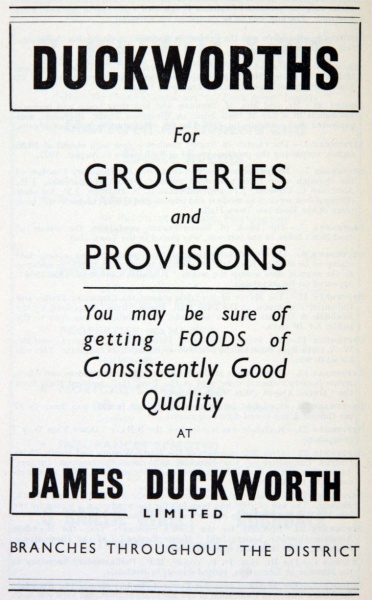 DUCKWORTHS
For
GROCERIES
and
PROVISIONS
You may be sure of
getting FOODS of
Consistently Good
Quality
AT
JAMES DUCKWORTH
LIMITED
BRANCHES THROUGHOUT THE DISTRICT